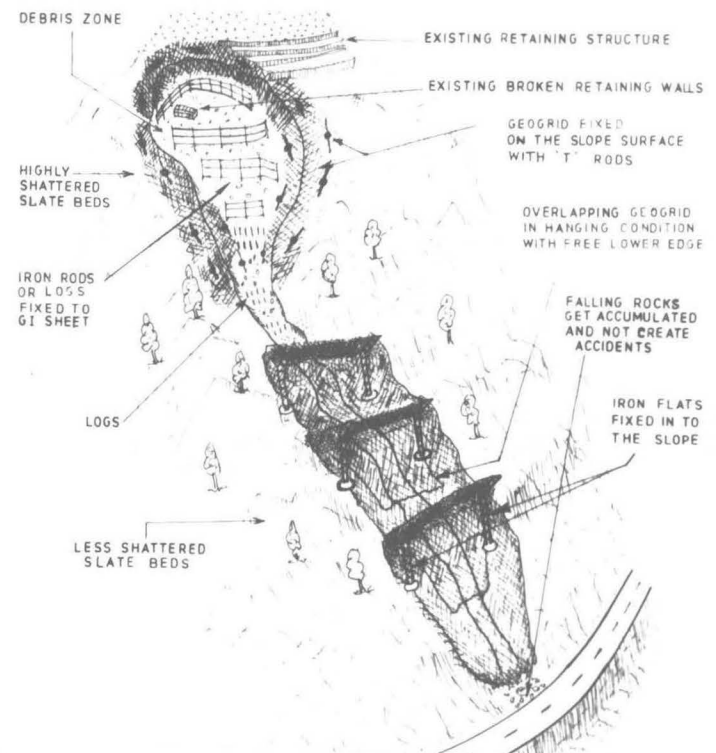 DEBRIS ZONE
EXISTING RETAINING STRUCTURE
EXISTING BROKEN RETAINING WALLS
GEOGRID FIXED
ON THE SLOPE SURFACE
WITH 'T' RODS
HIGHLY
SHATTERED
SLATE BEDS
OVERLAPPING GEOGRID
IN HANGING CONDITION
WITH FREE LOWER EDGE
IRON RODS
OR LOGS
FIXED TO
GI SHEET
FALLING ROCKS
GET ACCUMULATED
AND NOT CREATE
ACCIDENTS
IRON FLATS
FIXED IN TO
THE SLOPE
LOGS
LESS SHATTERED
SLATE BEDS